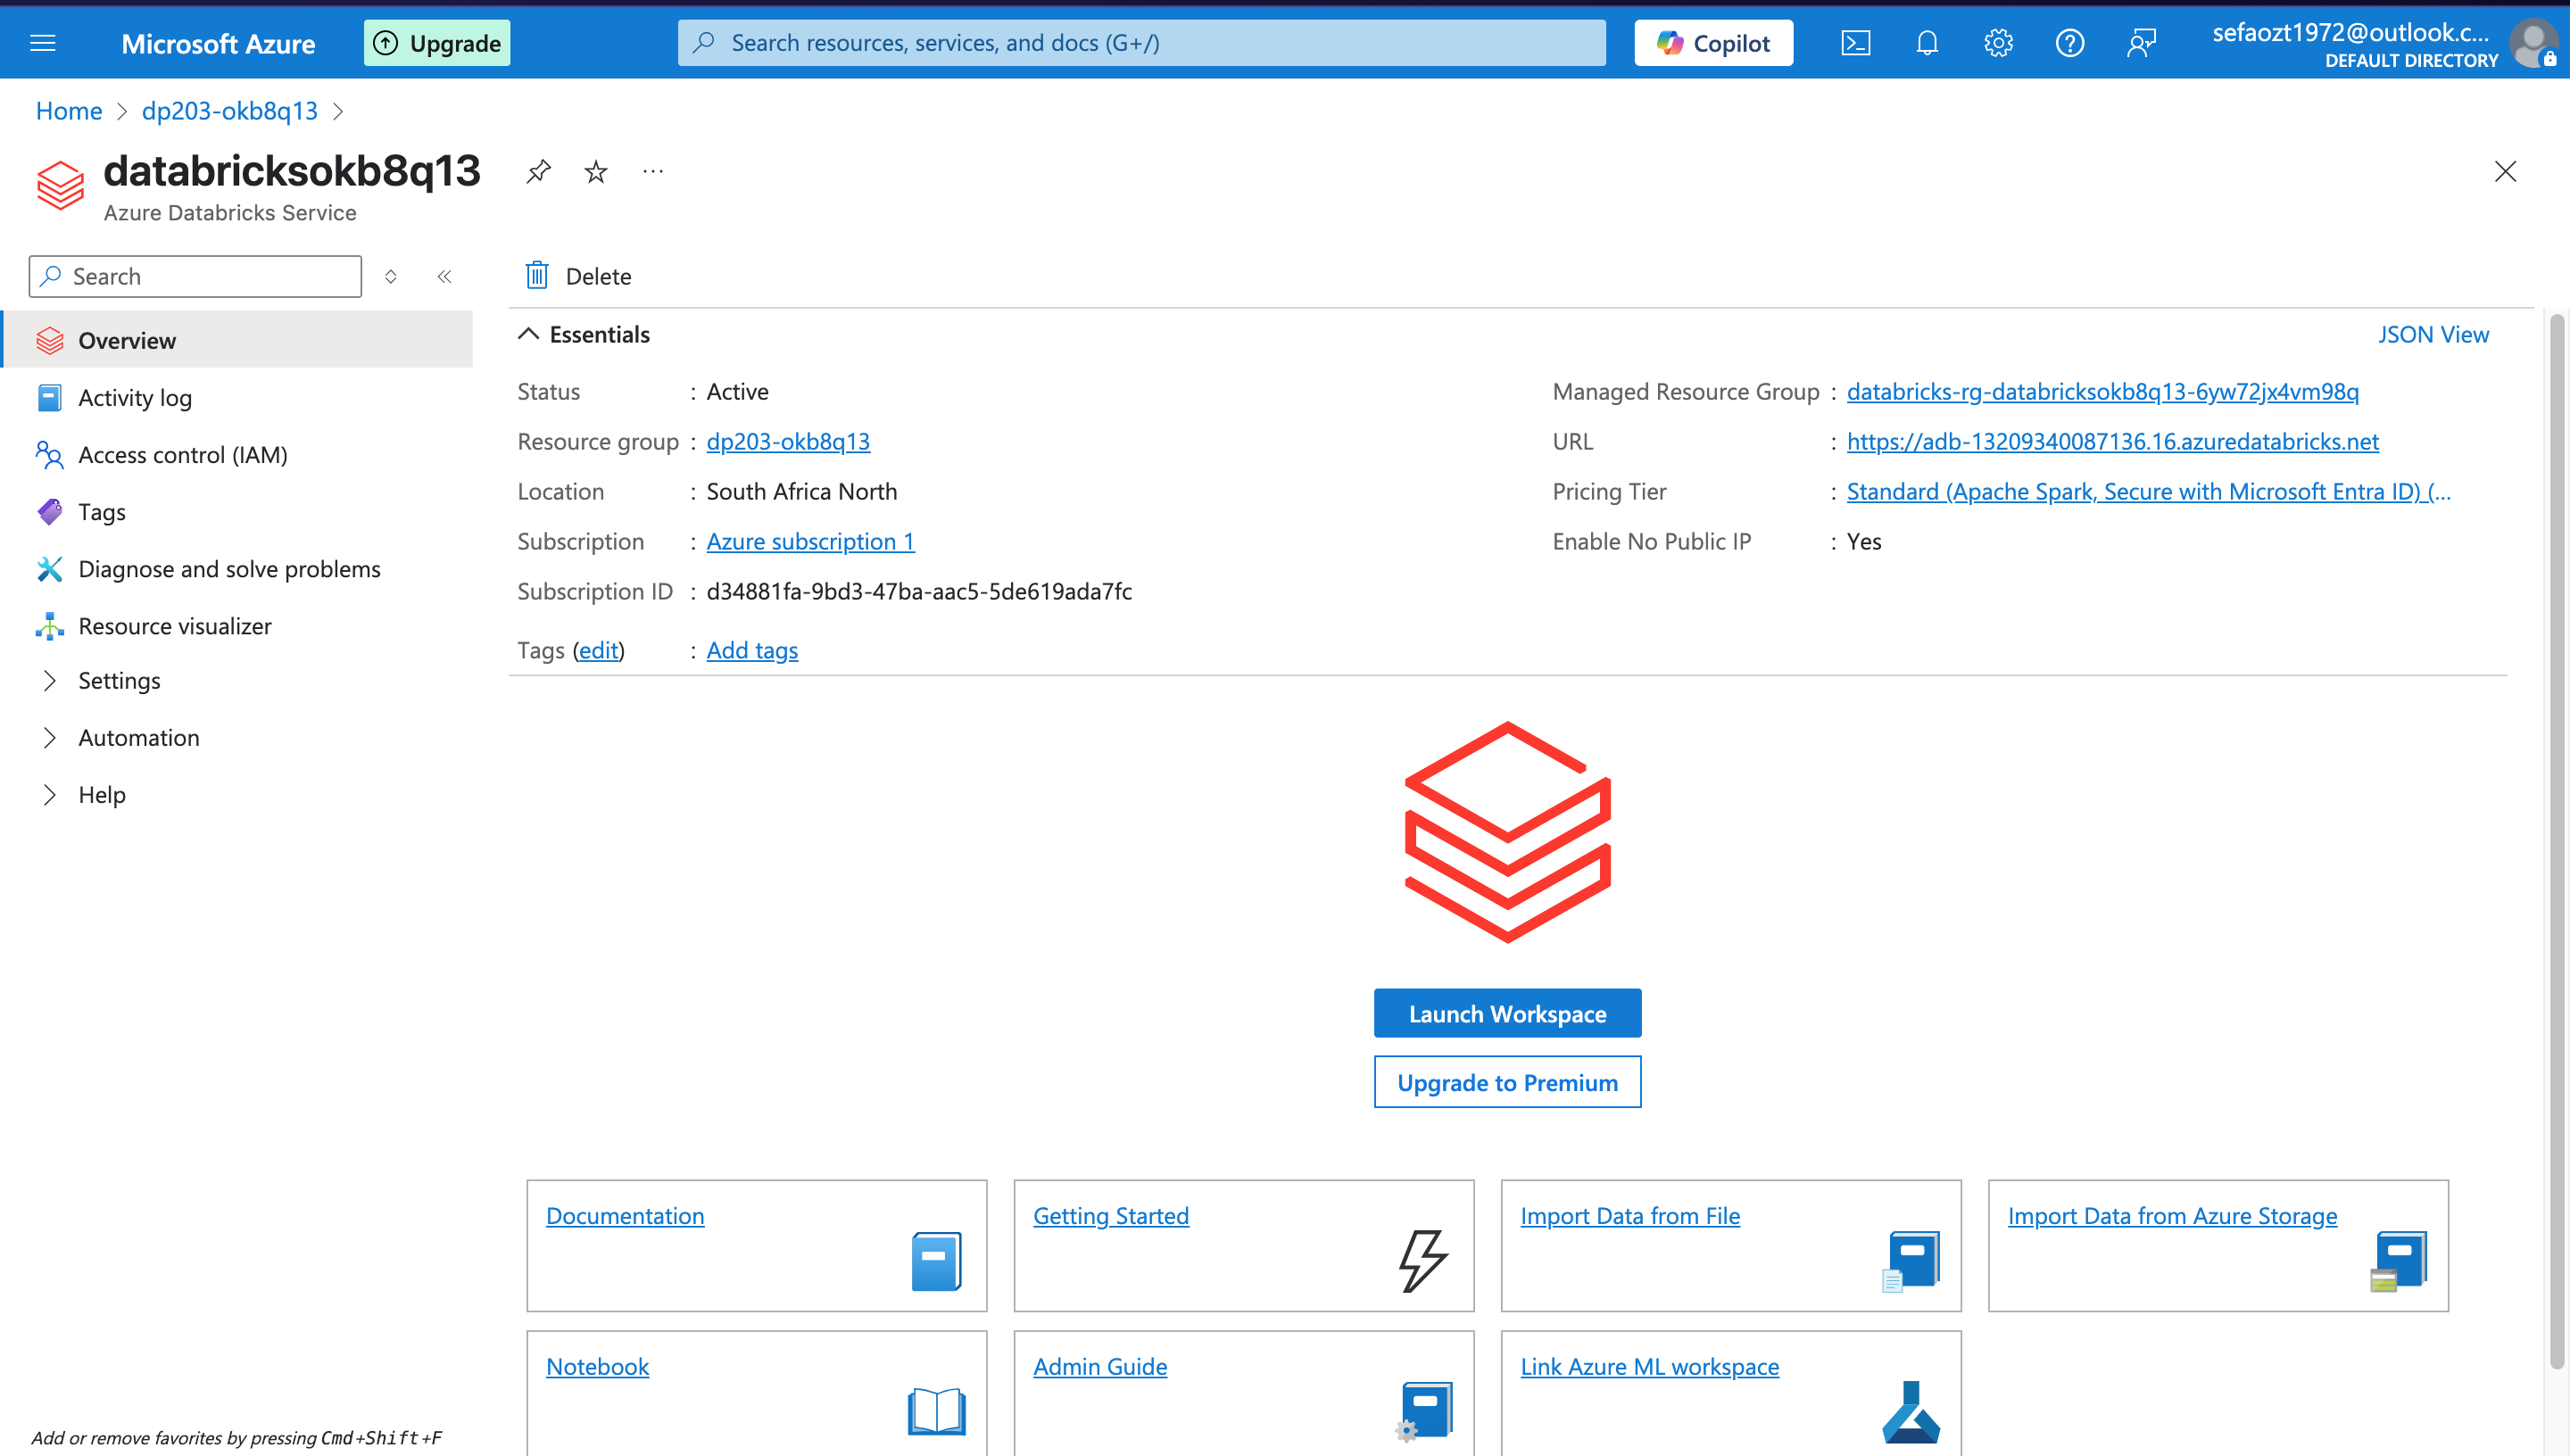 Microsoft Azure
Upgrade
Search resources, services, and docs (G+/)
Copilot
sefaozt1972@outlook.c...
DEFAULT DIRECTORY
Home
dp203-okb8q13
databricksokb8q13
Azure Databricks Service
Search
Delete
Overview
Activity log
Access control (IAM)
Tags
Diagnose and solve problems
Resource visualizer
Settings
Automation
Help
Essentials
JSON View
Status : Active
Resource group : dp203-okb8q13
Location : South Africa North
Subscription : Azure subscription 1
Subscription ID : d34881fa-9bd3-47ba-aac5-5de619ada7fc
Tags (edit) : Add tags
Managed Resource Group : databricks-rg-databricksokb8q13-6yw72jx4vm98q
URL : https://adb-13209340087136.16.azuredatabricks.net
Pricing Tier : Standard (Apache Spark, Secure with Microsoft Entra ID) (...
Enable No Public IP : Yes
Launch Workspace
Upgrade to Premium
Documentation
Getting Started
Import Data from File
Import Data from Azure Storage
Notebook
Admin Guide
Link Azure ML workspace
Add or remove favorites by pressing Cmd+Shift+F